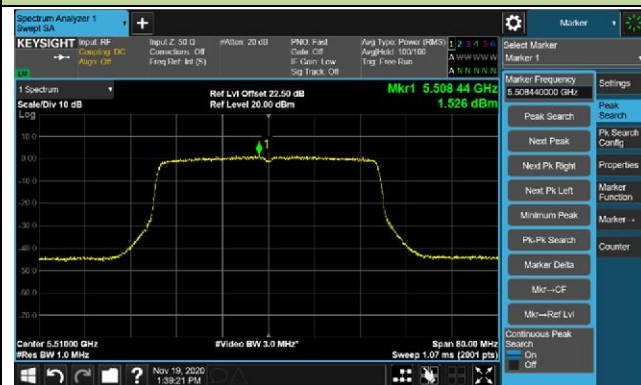 Spectrum Analyzer 1
Swept SA
+
Marker
KEYSIGHT
Input: RF
Coupling: DC
Align: Off
Input Z: 50 Ω
Corrections: Off
Freq Ref: Int (S)
#Atten: 20 dB
PNO: Fast
Gate: Off
IF Gain: Low
Sig Track: Off
Avg Type: Power (RMS)
Avg|Hold: 100/100
Trig: Free Run
1 2 3 4 5 6
A W W W W W
A N N N N N
Select Marker
Marker 1
LXI
1 Spectrum
Scale/Div 10 dB
Log
Ref Lvl Offset 22.50 dB
Ref Level 20.00 dBm
Mkr1 5.508 44 GHz
1.526 dBm
10.0
0.00
-10.0
-20.0
-30.0
-40.0
-50.0
-60.0
-70.0
1
Center 5.51000 GHz
#Res BW 1.0 MHz
#Video BW 3.0 MHz*
Span 80.00 MHz
Sweep 1.07 ms (2001 pts)
Marker Frequency
5.508440000 GHz
Peak Search
Next Peak
Next Pk Right
Next Pk Left
Minimum Peak
Pk-Pk Search
Marker Delta
Mkr→CF
Mkr→Ref Lvl
Continuous Peak
Search
On
Off
Settings
Peak
Search
Pk Search
Config
Properties
Marker
Function
Marker→
Counter
?
Nov 19, 2020
1:39:21 PM